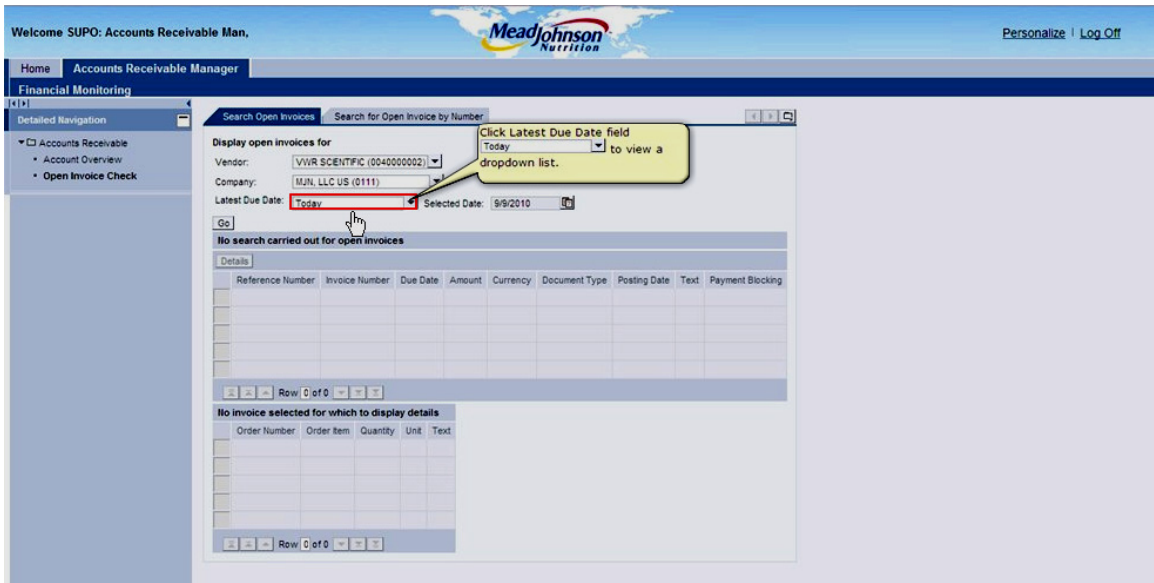 Welcome SUPO: Accounts Receivable Man,
MeadJohnson
Nutrition
Personalize | Log Off
Home Accounts Receivable Manager
Financial Monitoring
Detailed Navigation
Accounts Receivable
• Account Overview
• Open Invoice Check
Search Open Invoices Search for Open Invoice by Number
Click Latest Due Date field
Today to view a
dropdown list.
Display open invoices for
Vendor: VWR SCIENTIFIC (0040000002)
Company: MJN, LLC US (0111)
Latest Due Date: Today Selected Date: 9/9/2010
Go
No search carried out for open invoices
Details
Reference Number Invoice Number Due Date Amount Currency Document Type Posting Date Text Payment Blocking
Row 0 of 0
No invoice selected for which to display details
Order Number Order Item Quantity Unit Text
Row 0 of 0